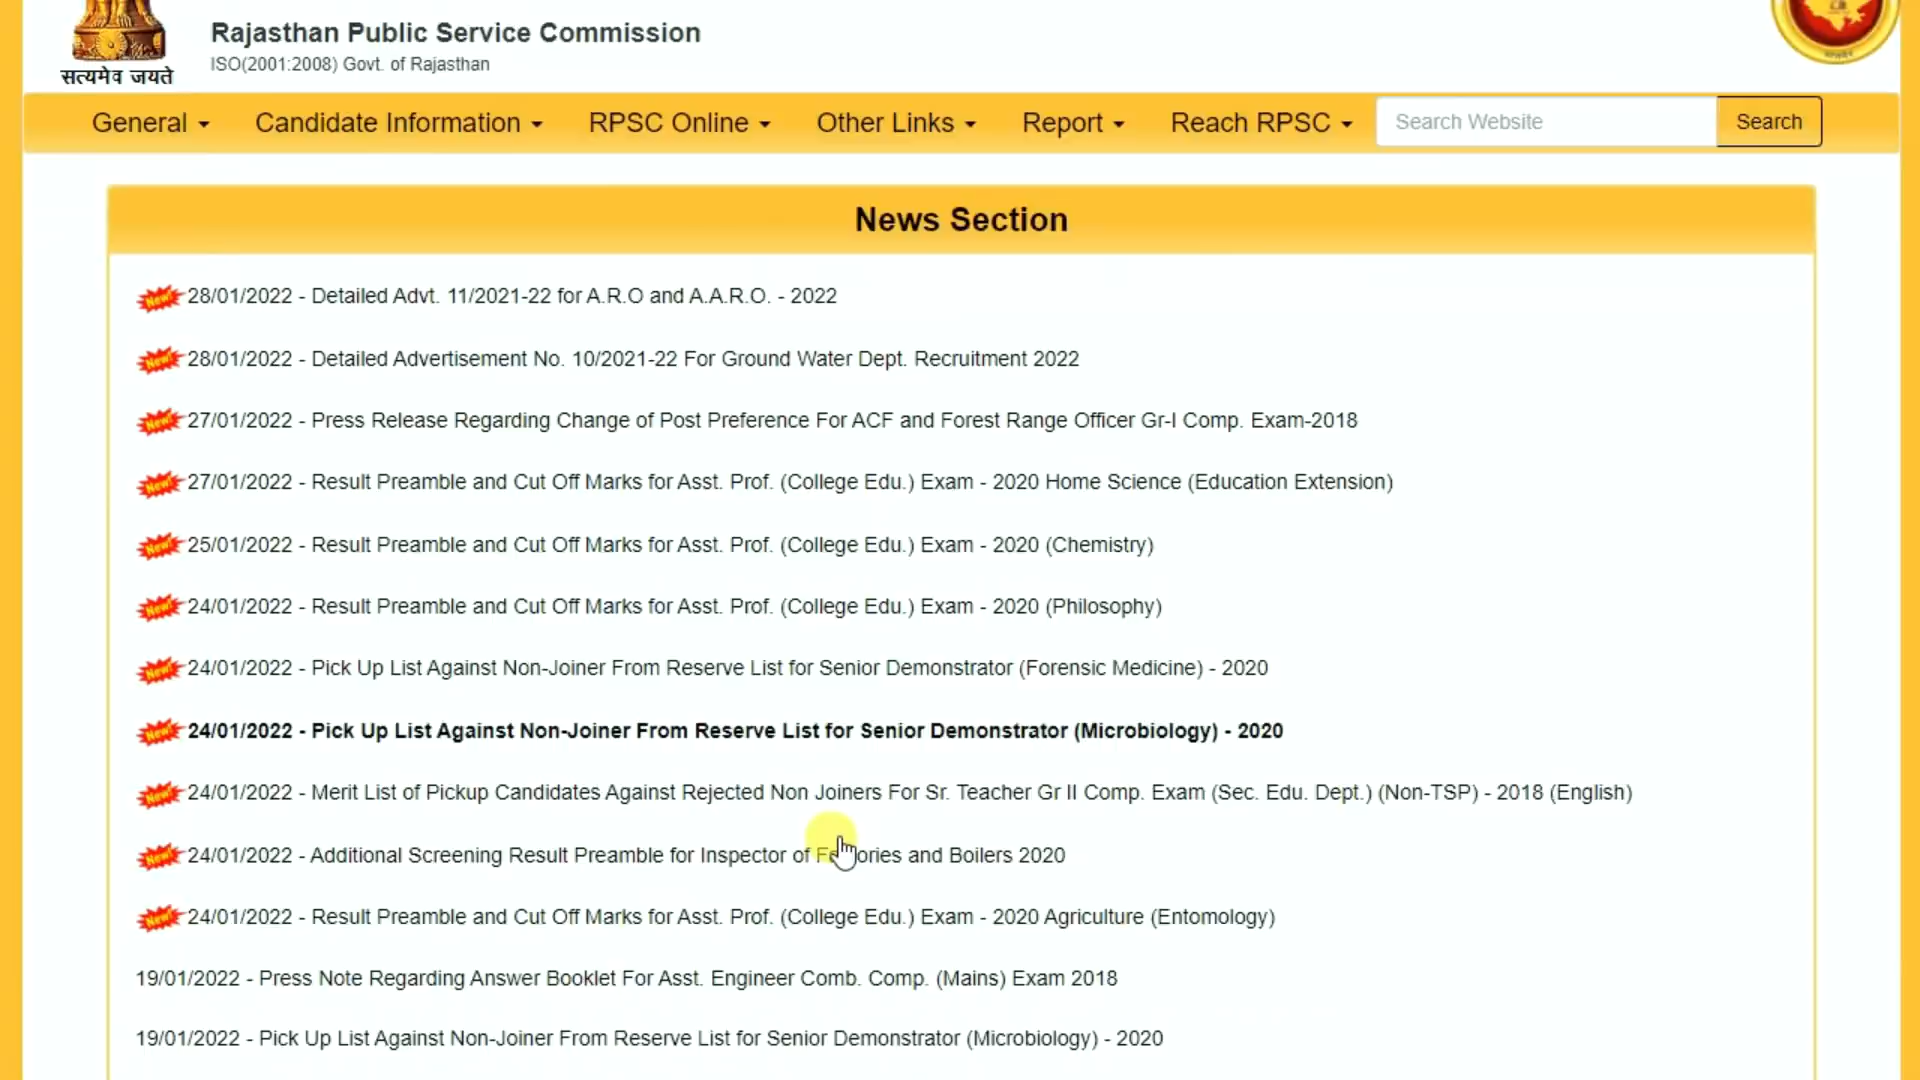 Rajasthan Public Service Commission
ISO(2001:2008) Govt. of Rajasthan
सत्यमेव जयते
General Candidate Information RPSC Online Other Links Report Reach RPSC Search Website Search
News Section
New! 28/01/2022 - Detailed Advt. 11/2021-22 for A.R.O and A.A.R.O. - 2022
New! 28/01/2022 - Detailed Advertisement No. 10/2021-22 For Ground Water Dept. Recruitment 2022
New! 27/01/2022 - Press Release Regarding Change of Post Preference For ACF and Forest Range Officer Gr-I Comp. Exam-2018
New! 27/01/2022 - Result Preamble and Cut Off Marks for Asst. Prof. (College Edu.) Exam - 2020 Home Science (Education Extension)
New! 25/01/2022 - Result Preamble and Cut Off Marks for Asst. Prof. (College Edu.) Exam - 2020 (Chemistry)
New! 24/01/2022 - Result Preamble and Cut Off Marks for Asst. Prof. (College Edu.) Exam - 2020 (Philosophy)
New! 24/01/2022 - Pick Up List Against Non-Joiner From Reserve List for Senior Demonstrator (Forensic Medicine) - 2020
New! 24/01/2022 - Pick Up List Against Non-Joiner From Reserve List for Senior Demonstrator (Microbiology) - 2020
New! 24/01/2022 - Merit List of Pickup Candidates Against Rejected Non Joiners For Sr. Teacher Gr II Comp. Exam (Sec. Edu. Dept.) (Non-TSP) - 2018 (English)
New! 24/01/2022 - Additional Screening Result Preamble for Inspector of Factories and Boilers 2020
New! 24/01/2022 - Result Preamble and Cut Off Marks for Asst. Prof. (College Edu.) Exam - 2020 Agriculture (Entomology)
19/01/2022 - Press Note Regarding Answer Booklet For Asst. Engineer Comb. Comp. (Mains) Exam 2018
19/01/2022 - Pick Up List Against Non-Joiner From Reserve List for Senior Demonstrator (Microbiology) - 2020